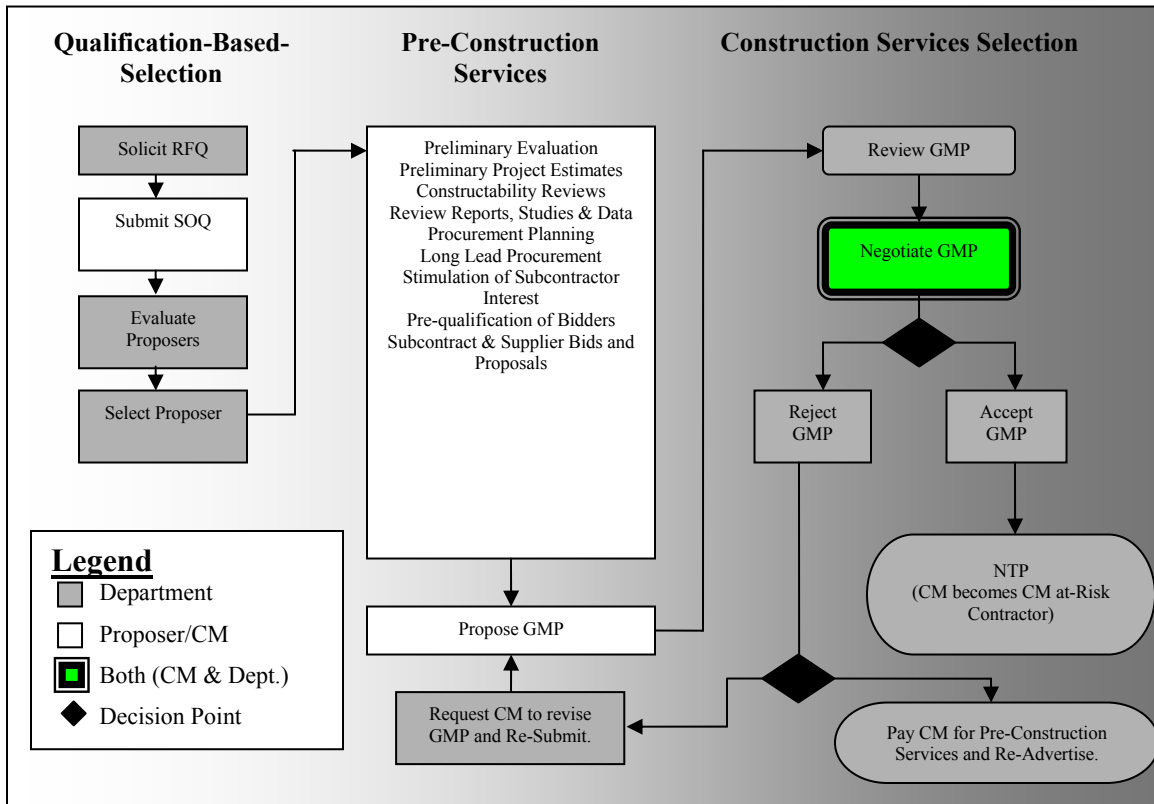 Qualification-Based-
Selection
Solicit RFQ
Submit SOQ
Evaluate
Proposers
Select Proposer
Pre-Construction
Services
Preliminary Evaluation
Preliminary Project Estimates
Constructability Reviews
Review Reports, Studies & Data
Procurement Planning
Long Lead Procurement
Stimulation of Subcontractor
Interest
Pre-qualification of Bidders
Subcontract & Supplier Bids and
Proposals
Propose GMP
Request CM to revise
GMP and Re-Submit.
Construction Services Selection
Review GMP
Negotiate GMP
Reject
GMP
Accept
GMP
NTP
(CM becomes CM at-Risk
Contractor)
Pay CM for Pre-Construction
Services and Re-Advertise.
Legend
Department
Proposer/CM
Both (CM & Dept.)
Decision Point